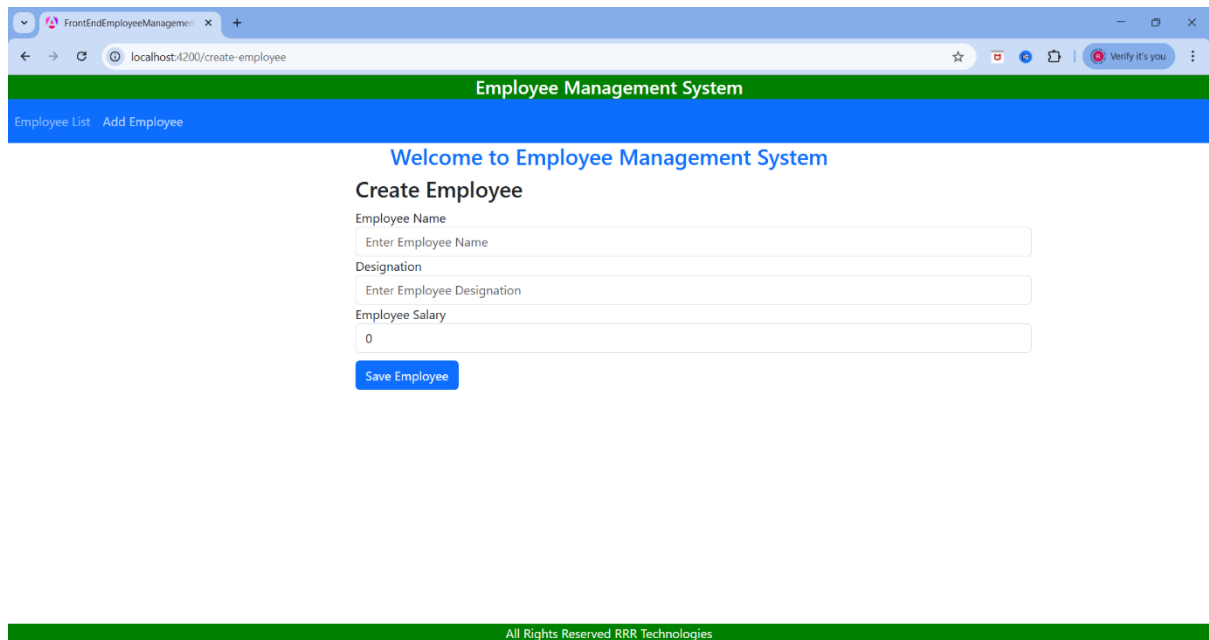 FrontEndEmployeeManagemen
localhost:4200/create-employee
Verify it's you
Employee Management System
Employee List Add Employee
Welcome to Employee Management System
Create Employee
Employee Name
Enter Employee Name
Designation
Enter Employee Designation
Employee Salary
0
Save Employee
All Rights Reserved RRR Technologies